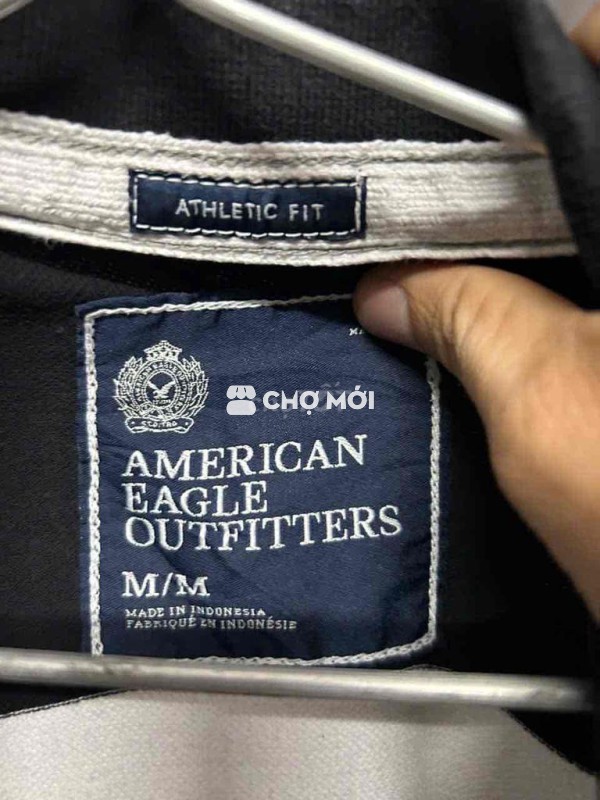 ATHLETIC FIT
CHỢ MỚI
AMERICAN
EAGLE
OUTFITTERS
M/M
MADE IN INDONESIA
FABRIQUÉ EN INDONÉSIE